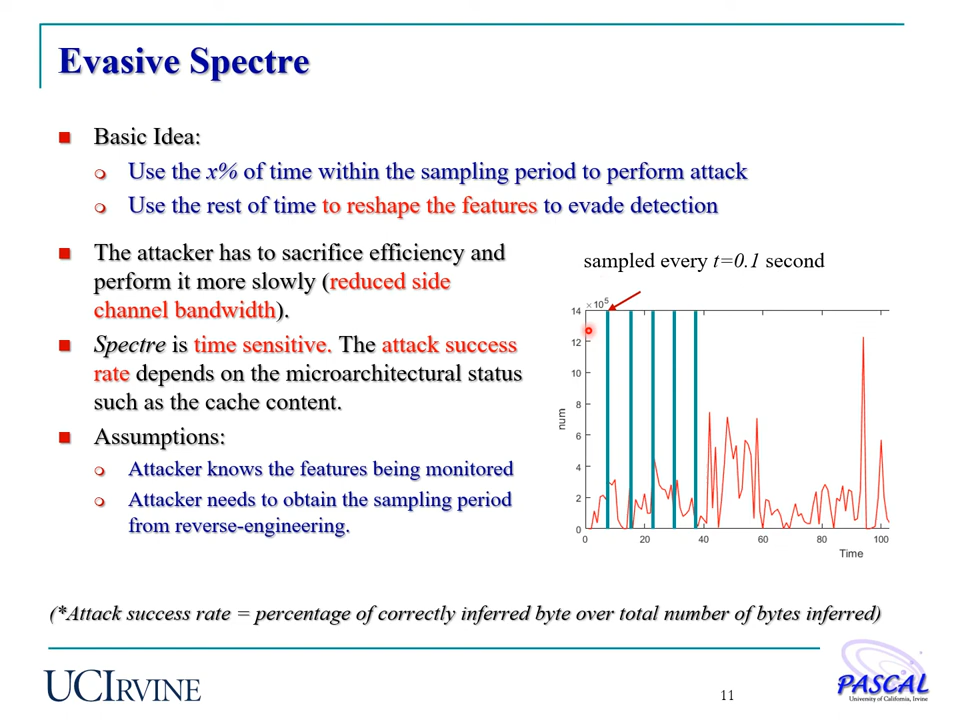 Evasive Spectre
Basic Idea:
Use the x% of time within the sampling period to perform attack
Use the rest of time to reshape the features to evade detection
The attacker has to sacrifice efficiency and
perform it more slowly (reduced side
channel bandwidth).
Spectre is time sensitive. The attack success
rate depends on the microarchitectural status
such as the cache content.
Assumptions:
Attacker knows the features being monitored
Attacker needs to obtain the sampling period
from reverse-engineering.
sampled every t=0.1 second
× 10^5
14
12
10
8
6
4
2
0
num
0 20 40 60 80 100
Time
(*Attack success rate = percentage of correctly inferred byte over total number of bytes inferred)
UCIRVINE
11
PASCAL
University of California, Irvine